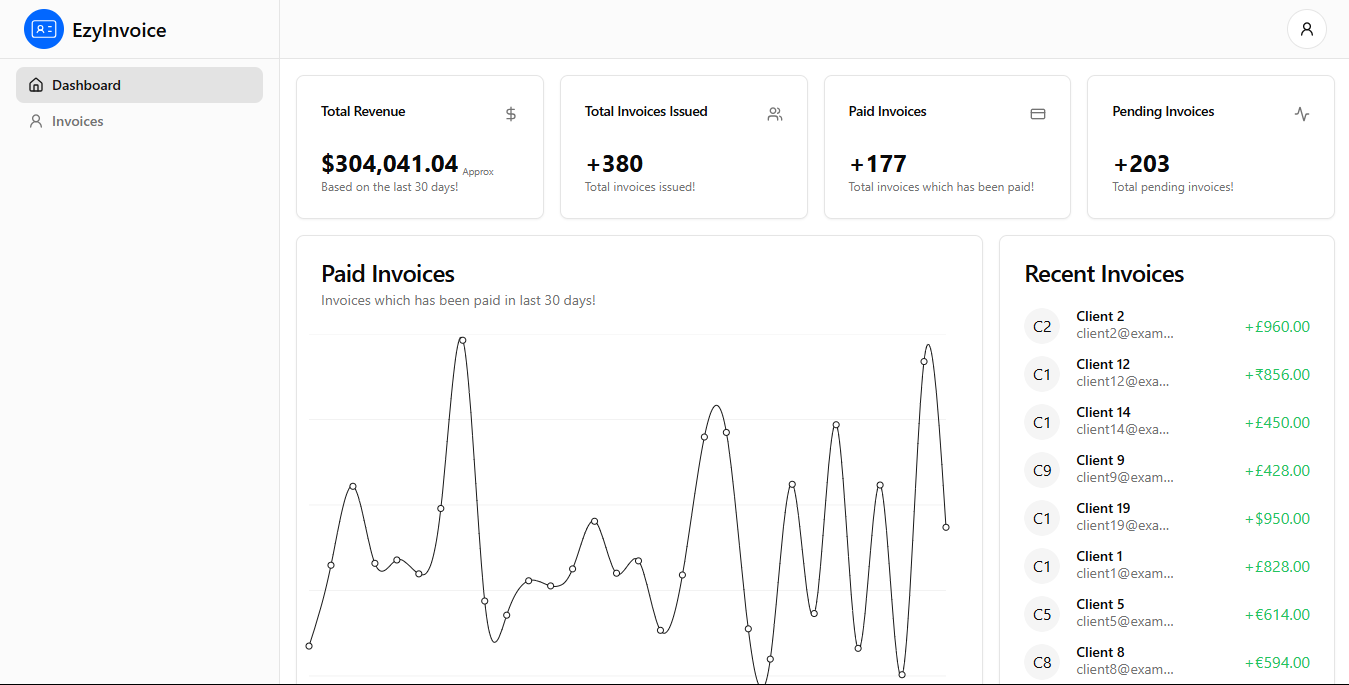 EzyInvoice
Dashboard
Invoices
Total Revenue
$304,041.04 Approx
Based on the last 30 days!
Total Invoices Issued
+380
Total invoices issued!
Paid Invoices
+177
Total invoices which has been paid!
Pending Invoices
+203
Total pending invoices!
Paid Invoices
Invoices which has been paid in last 30 days!
Recent Invoices
C2 Client 2 +£960.00
client2@exam...
C1 Client 12 +₹856.00
client12@exa...
C1 Client 14 +£450.00
client14@exa...
C9 Client 9 +£428.00
client9@exam...
C1 Client 19 +$950.00
client19@exa...
C1 Client 1 +£828.00
client1@exam...
C5 Client 5 +€614.00
client5@exam...
C8 Client 8 +€594.00
client8@exam...